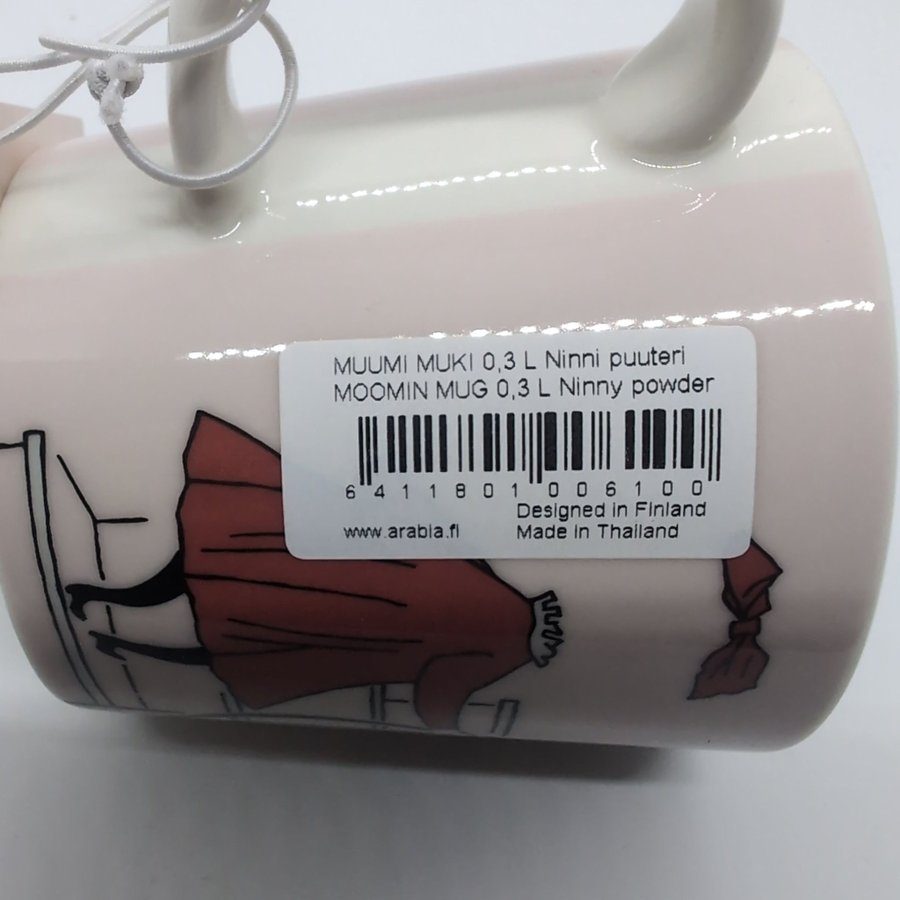 MUUMI MUKI 0,3 L Ninni puuteri
MOOMIN MUG 0,3 L Ninny powder
6 411801 006100
Designed in Finland
www.arabia.fi Made in Thailand